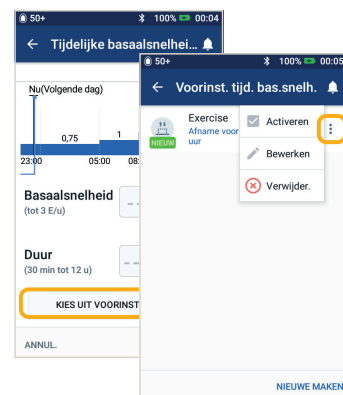 50+ 100% 00:04
Tijdelijke basaalsnelhei...
Nu(Volgende dag)
0,75 1
23:00 05:00 08:
Basaalsnelheid
(tot 3 E/u)
Duur
(30 min tot 12 u)
KIES UIT VOORINST
ANNUL.
50+ 100% 00:05
Voorinst. tijd. bas.snelh.
Exercise
Afname voor
uur
NIEUW
Activeren
Bewerken
Verwijder.
NIEUWE MAKEN